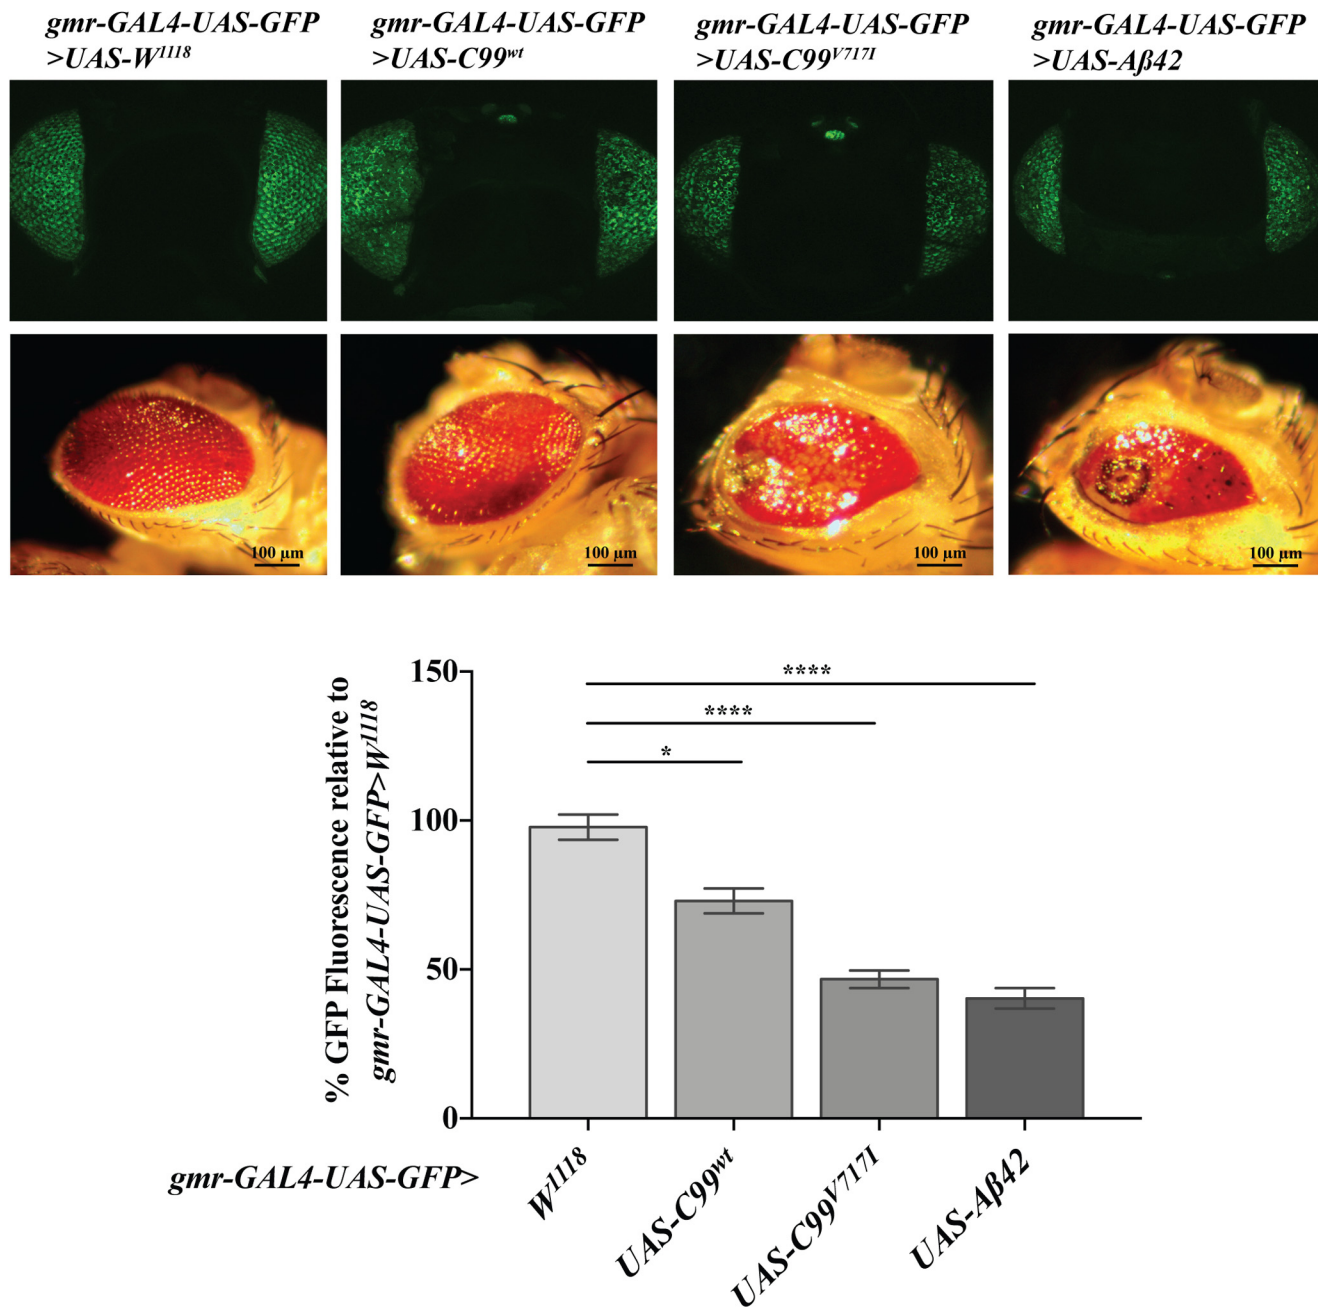 gmr-GAL4-UAS-GFP
>UAS-W1118
gmr-GAL4-UAS-GFP
>UAS-C99wt
gmr-GAL4-UAS-GFP
>UAS-C99V717I
gmr-GAL4-UAS-GFP
>UAS-Aβ42
100 µm
100 µm
100 µm
100 µm
% GFP Fluorescence relative to
gmr-GAL4-UAS-GFP>W1118
150
100
50
0
****
****
*
gmr-GAL4-UAS-GFP>
W1118
UAS-C99wt
UAS-C99V717I
UAS-Aβ42